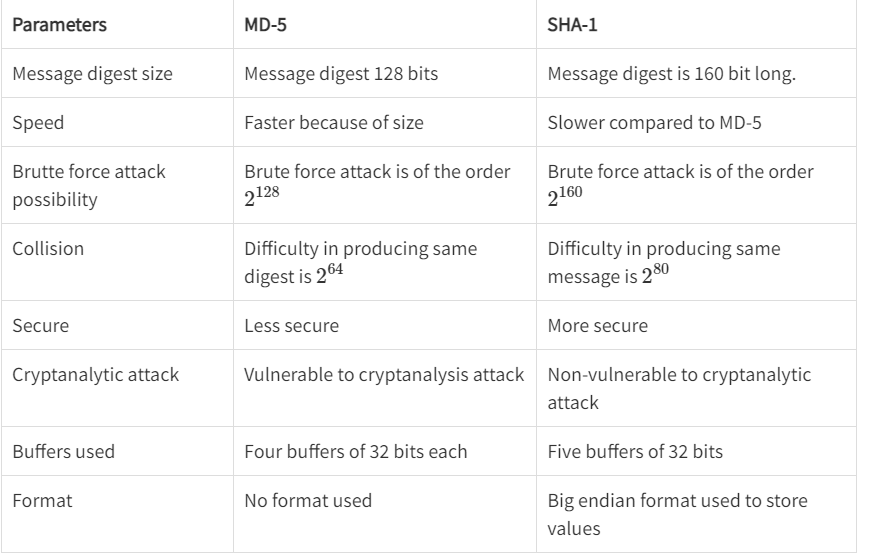 Parameters MD-5 SHA-1
Message digest size Message digest 128 bits Message digest is 160 bit long.
Speed Faster because of size Slower compared to MD-5
Brutte force attack Brute force attack is of the order Brute force attack is of the order
possibility 2^128 2^160
Collision Difficulty in producing same Difficulty in producing same
digest is 2^64 message is 2^80
Secure Less secure More secure
Cryptanalytic attack Vulnerable to cryptanalysis attack Non-vulnerable to cryptanalytic
attack
Buffers used Four buffers of 32 bits each Five buffers of 32 bits
Format No format used Big endian format used to store
values